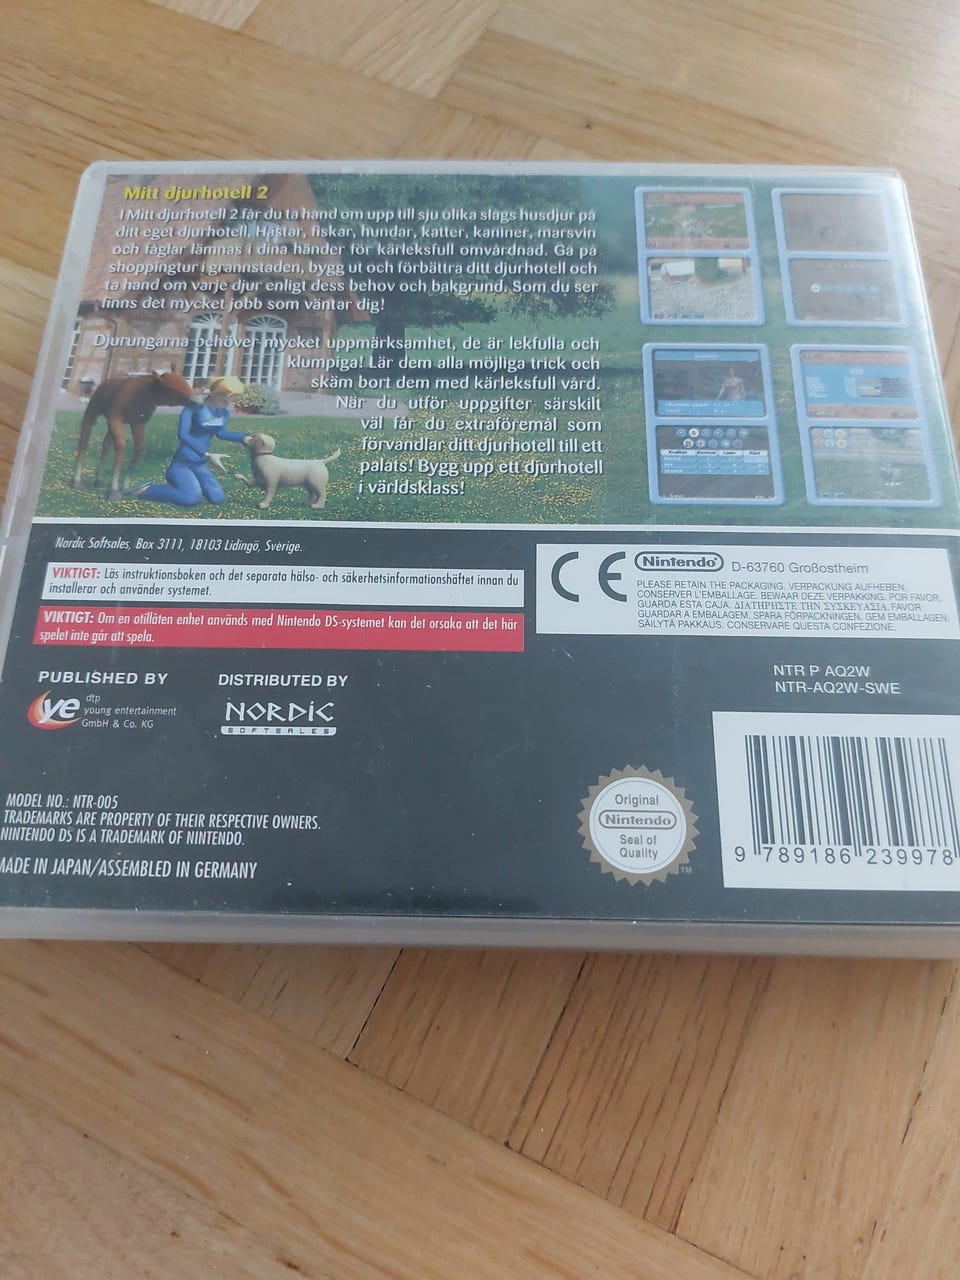 Mitt djurhotell 2
I Mitt djurhotell 2 får du ta hand om upp till sju olika slags husdjur på
ditt eget djurhotell. Hästar, fiskar, hundar, katter, kaniner, marsvin
och fåglar lämnas i dina händer för kärleksfull omvårdnad. Gå på
shoppingtur i grannstaden, bygg ut och förbättra ditt djurhotell och
ta hand om varje djur enligt dess behov och bakgrund. Som du ser
finns det mycket jobb som väntar dig!
Djurungarna behöver mycket uppmärksamhet, de är lekfulla och
klumpiga! Lär dem alla möjliga trick och
skäm bort dem med kärleksfull vård.
När du utför uppgifter särskilt
väl får du extraföremål som
förvandlar ditt djurhotell till ett
palats! Bygg upp ett djurhotell
i världsklass!
Nordic Softsales, Box 3111, 18103 Lidingö, Sverige.
VIKTIGT: Läs instruktionsboken och det separata hälso- och säkerhetsinformationshäftet innan du
installerar och använder systemet.
VIKTIGT: Om en otillåten enhet används med Nintendo DS-systemet kan det orsaka att det här
spelet inte går att spela.
CE Nintendo® D-63760 Großostheim
PLEASE RETAIN THE PACKAGING. VERPACKUNG AUFHEBEN.
CONSERVER L'EMBALLAGE. BEWAAR DEZE VERPAKKING. POR FAVOR,
GUARDA ESTA CAJA. ΔΙΑΤΗΡΗΣΤΕ ΤΗΝ ΣΥΣΚΕΥΑΣΙΑ. FAVOR
GUARDAR A EMBALAGEM. SPARA FÖRPACKNINGEN. GEM EMBALLAGEN.
SÄILYTÄ PAKKAUS. CONSERVARE QUESTA CONFEZIONE.
NTR P AQ2W
NTR-AQ2W-SWE
PUBLISHED BY
ye dtp
young entertainment
GmbH & Co. KG
DISTRIBUTED BY
NORDIC
SOFTSALES
MODEL NO.: NTR-005
TRADEMARKS ARE PROPERTY OF THEIR RESPECTIVE OWNERS.
NINTENDO DS IS A TRADEMARK OF NINTENDO.
MADE IN JAPAN/ASSEMBLED IN GERMANY
Original
Nintendo
Seal of
Quality
TM
9 789186 239978